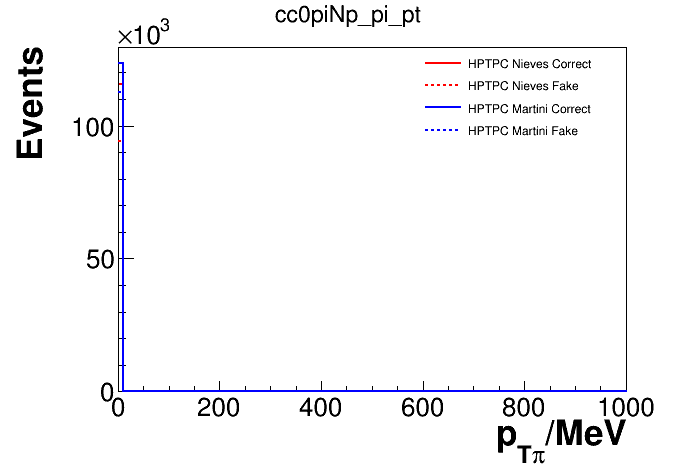 cc0piNp_pi_pt
×10³
Events
HPTPC Nieves Correct
HPTPC Nieves Fake
HPTPC Martini Correct
HPTPC Martini Fake
100
50
0
0 200 400 600 800 1000
p_Tπ/MeV